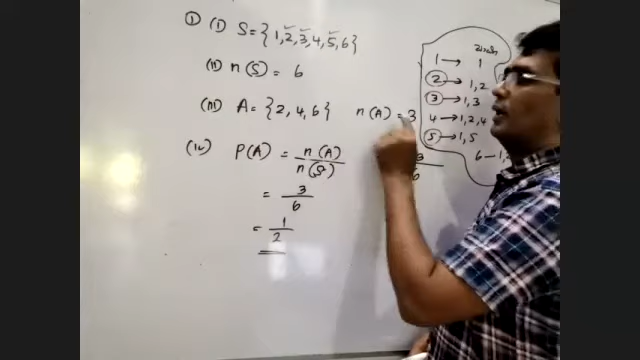 ① (i) S = {1,2,3,4,5,6}
(ii) n(S) = 6
(iii) A = {2,4,6} n(A) = 3
(iv) P(A) = n(A)/n(S)
= 3/6
= 1/2
1 → 1
2 → 1,2
3 → 1,3
4 → 1,2,4
5 → 1,5
6 – 1,